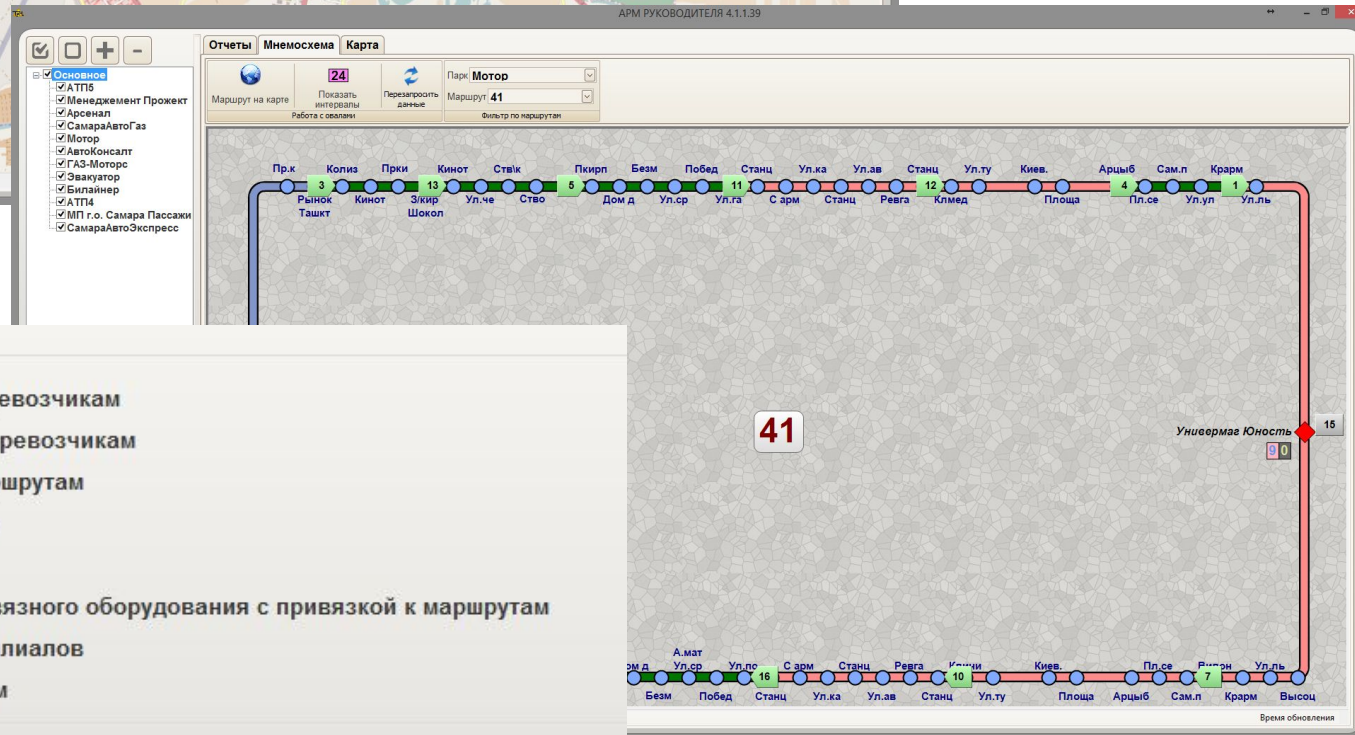 АРМ РУКОВОДИТЕЛЯ 4.1.1.39
Отчеты Мнемосхема Карта
Маршрут на карте
24
Показать интервалы
Перезапросить данные
Работа с овалами
Парк Мотор
Маршрут 41
Фильтр по маршрутам
Основное
АТП5
Менеджмент Прожект
Арсенал
СамараАвтоГаз
Мотор
АвтоКонсалт
ГАЗ-Моторс
Эвакуатор
Билайнер
АТП4
МП г.о. Самара Пассажи
СамараАвтоЭкспресс
Пр.к Колиз Прки Кинот Ств\к Пкирп Безм Побед Станц Ул.ка Ул.ав Станц Ул.ту Киев. Арцыб Сам.п Крарм
3 13 5 11 12 4 1
Рынок Кинот З/кир Ул.че Ство Дом д Ул.ср Ул.га С арм Станц Ревга Клмед Площа Пл.се Ул.ул Ул.ль
Ташкт Шокол
41
Универмаг Юность 15
9 0
евозчикам
ревозчикам
шрутам
вязного оборудования с привязкой к маршрутам
лиалов
м
А.мат
ом д Ул.ср С арм Станц Ревга Киев. Пл.се Ул.ль
16 10 7
Безм Побед Станц Ул.ка Ул.ав Станц Ул.ту Площа Арцыб Сам.п Крарм Высоц
Время обновления